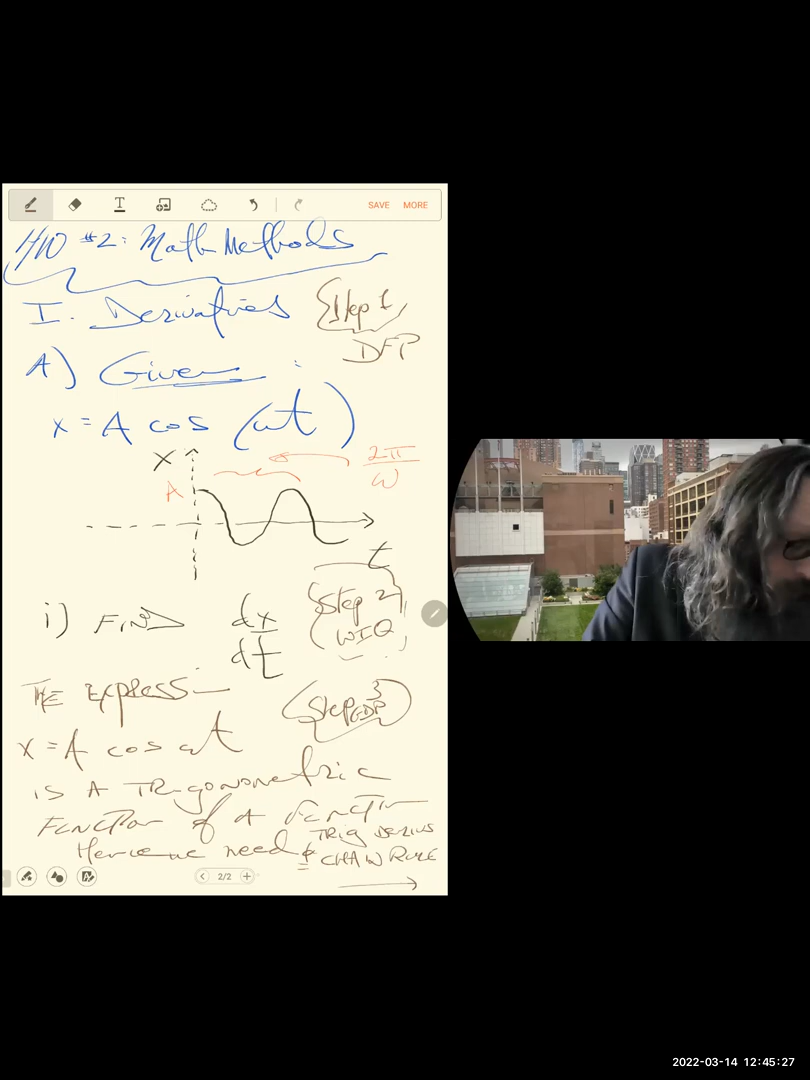 SAVE MORE
HW #2: Math Methods
I. Derivatives {Step 1}
DFP
A) Given :
x = A cos (ωt)
x
A
2π
ω
t
i) FIND dx
dt
{Step 2}
WIQ
THE Expression
(Step 3)
x = A cos ωt
is A TRigonometric
FUNCTION of A FUNCTION
Hence we need TRIG DERIVS
& CHAIN RULE
2/2
2022-03-14 12:45:27